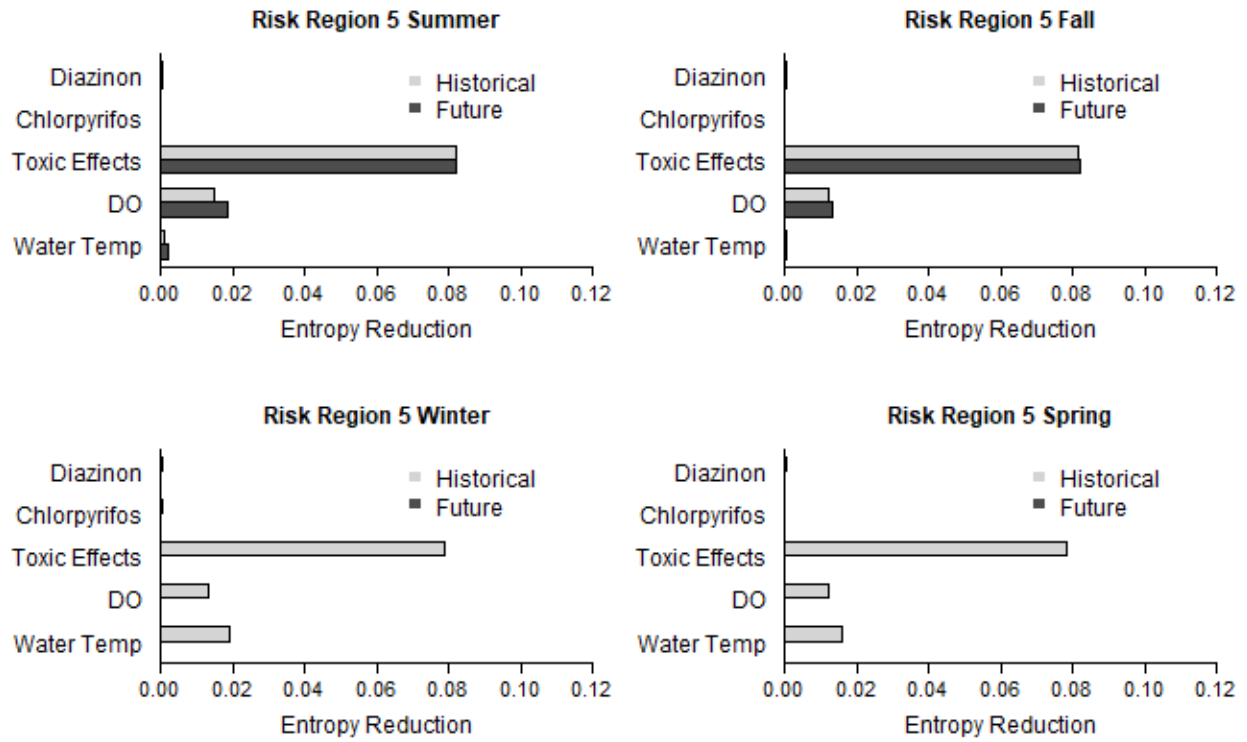 Risk Region 5 Summer
Diazinon
Chlorpyrifos
Toxic Effects
DO
Water Temp
Historical
Future
0.00 0.02 0.04 0.06 0.08 0.10 0.12
Entropy Reduction
Risk Region 5 Fall
Diazinon
Chlorpyrifos
Toxic Effects
DO
Water Temp
Historical
Future
0.00 0.02 0.04 0.06 0.08 0.10 0.12
Entropy Reduction
Risk Region 5 Winter
Diazinon
Chlorpyrifos
Toxic Effects
DO
Water Temp
Historical
Future
0.00 0.02 0.04 0.06 0.08 0.10 0.12
Entropy Reduction
Risk Region 5 Spring
Diazinon
Chlorpyrifos
Toxic Effects
DO
Water Temp
Historical
Future
0.00 0.02 0.04 0.06 0.08 0.10 0.12
Entropy Reduction